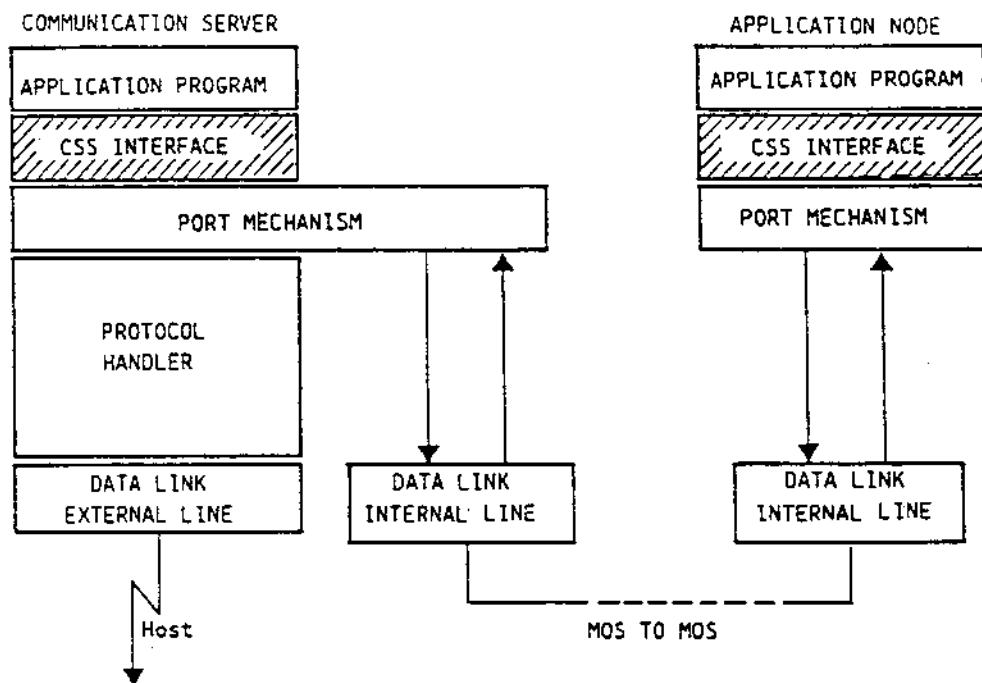 COMMUNICATION SERVER
APPLICATION PROGRAM
CSS INTERFACE
PORT MECHANISM
PROTOCOL
HANDLER
DATA LINK
EXTERNAL LINE
Host
DATA LINK
INTERNAL LINE
MOS TO MOS
APPLICATION NODE
APPLICATION PROGRAM
CSS INTERFACE
PORT MECHANISM
DATA LINK
INTERNAL LINE